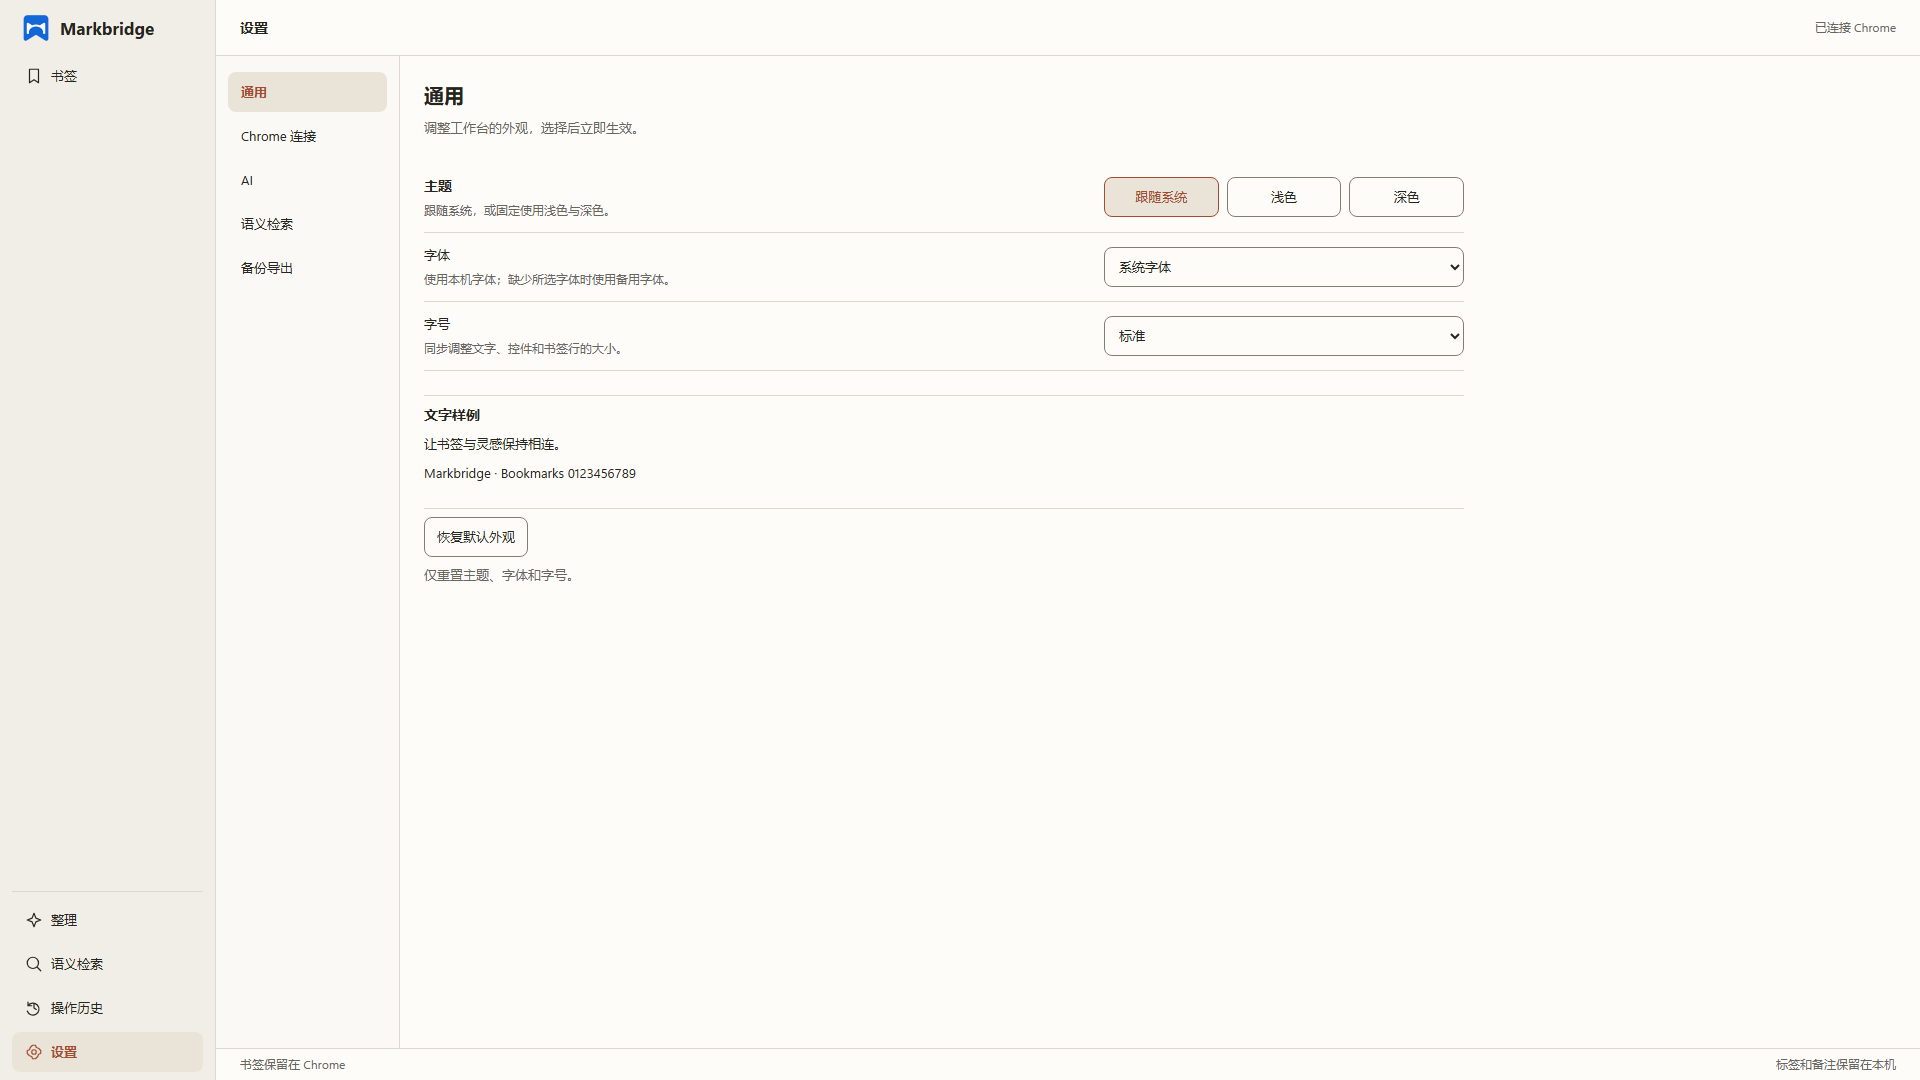 Markbridge
书签
整理
语义检索
操作历史
设置
设置
已连接 Chrome
通用
Chrome 连接
AI
语义检索
备份导出
通用
调整工作台的外观，选择后立即生效。
主题
跟随系统，或固定使用浅色与深色。
跟随系统
浅色
深色
字体
使用本机字体；缺少所选字体时使用备用字体。
系统字体
字号
同步调整文字、控件和书签行的大小。
标准
文字样例
让书签与灵感保持相连。
Markbridge · Bookmarks 0123456789
恢复默认外观
仅重置主题、字体和字号。
书签保留在 Chrome
标签和备注保留在本机